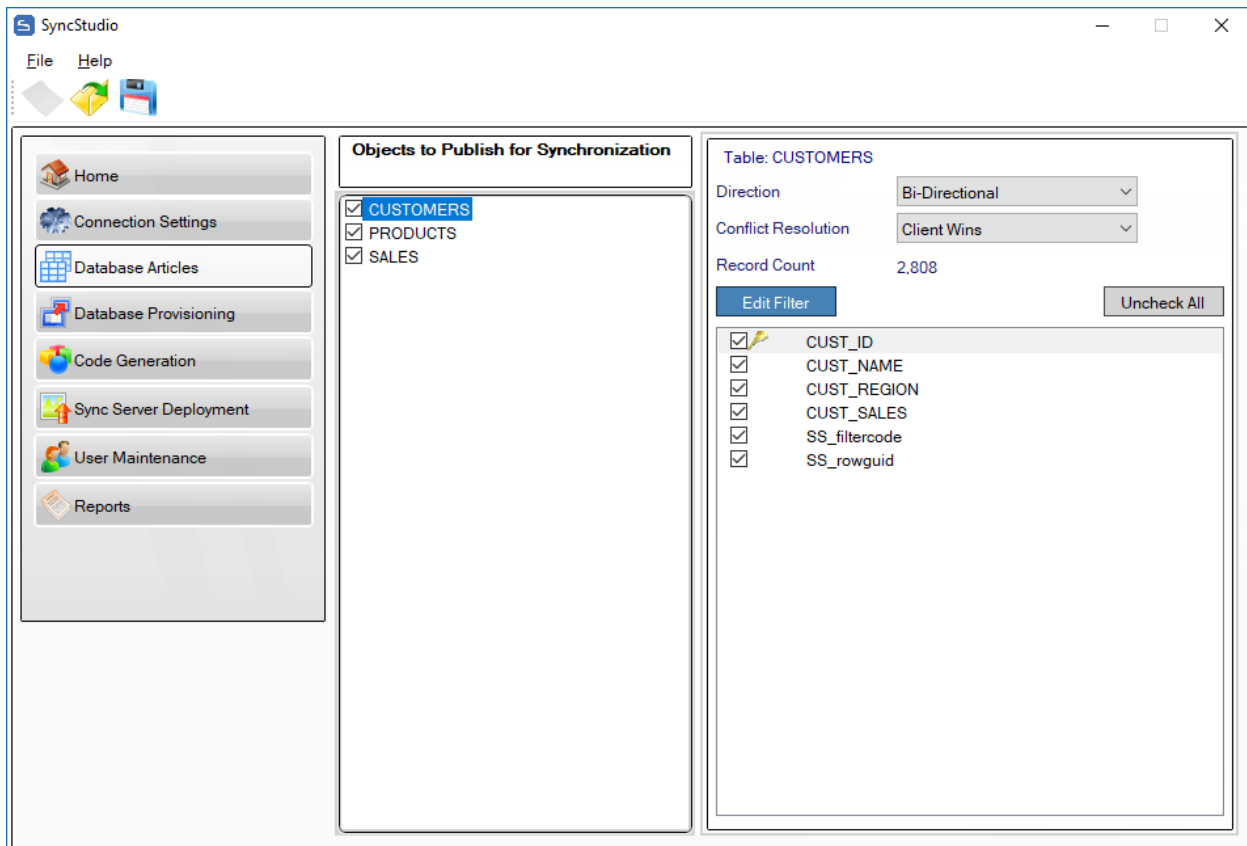 SyncStudio
File Help
Home
Connection Settings
Database Articles
Database Provisioning
Code Generation
Sync Server Deployment
User Maintenance
Reports
Objects to Publish for Synchronization
CUSTOMERS
PRODUCTS
SALES
Table: CUSTOMERS
Direction Bi-Directional
Conflict Resolution Client Wins
Record Count 2,808
Edit Filter Uncheck All
CUST_ID
CUST_NAME
CUST_REGION
CUST_SALES
SS_filtercode
SS_rowguid